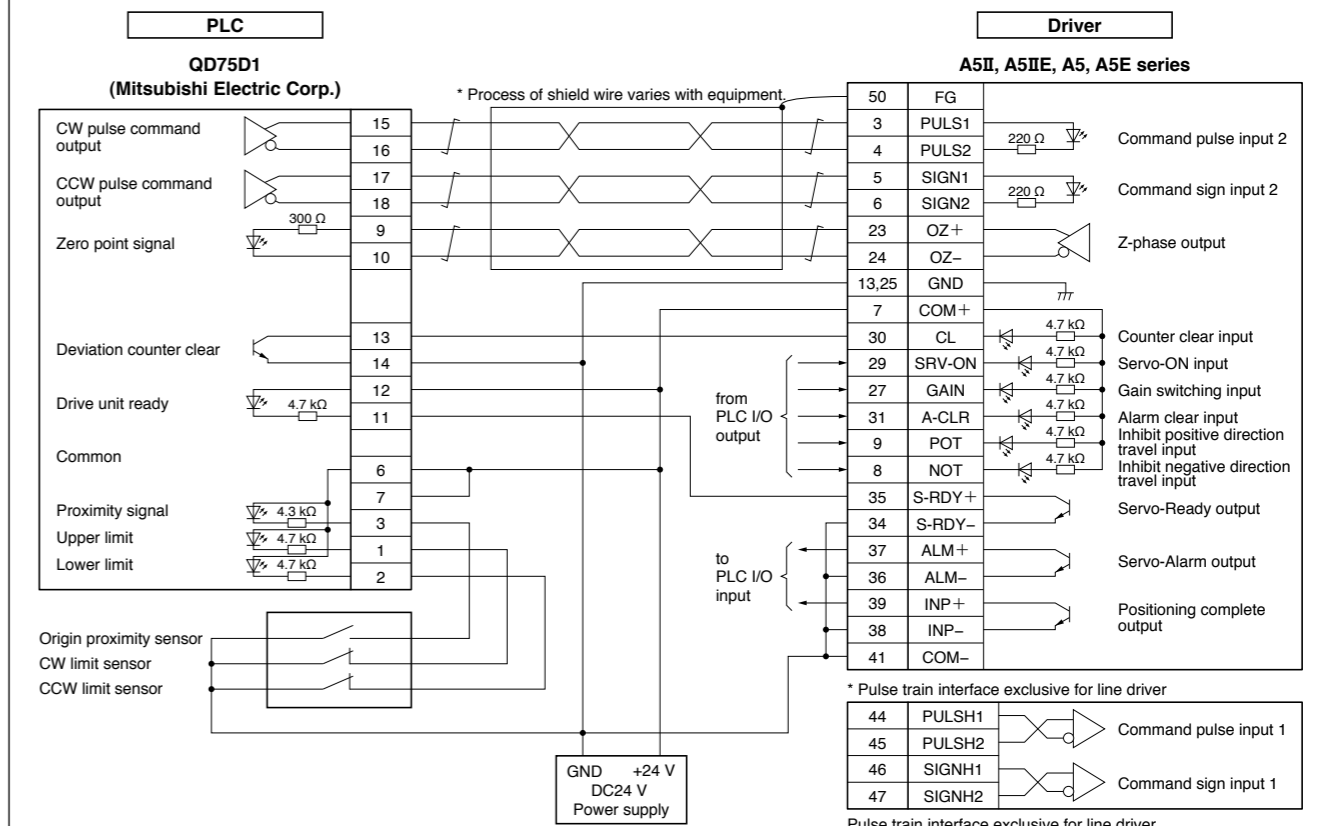 PLC
Driver
QD75D1
(Mitsubishi Electric Corp.)
A5II, A5IIE, A5, A5E series
* Process of shield wire varies with equipment.
CW pulse command
output
15
16
CCW pulse command
output
17
18
Zero point signal
300 Ω
9
10
Deviation counter clear
13
14
Drive unit ready
4.7 kΩ
12
11
Common
6
7
Proximity signal
4.3 kΩ
3
Upper limit
4.7 kΩ
1
Lower limit
4.7 kΩ
2
Origin proximity sensor
CW limit sensor
CCW limit sensor
GND +24 V
DC24 V
Power supply
from
PLC I/O
output
to
PLC I/O
input
50 FG
3 PULS1
4 PULS2
220 Ω
Command pulse input 2
5 SIGN1
6 SIGN2
220 Ω
Command sign input 2
23 OZ+
24 OZ−
Z-phase output
13,25 GND
7 COM+
30 CL 4.7 kΩ Counter clear input
29 SRV-ON 4.7 kΩ Servo-ON input
27 GAIN 4.7 kΩ Gain switching input
31 A-CLR 4.7 kΩ Alarm clear input
9 POT 4.7 kΩ Inhibit positive direction
travel input
8 NOT 4.7 kΩ Inhibit negative direction
travel input
35 S-RDY+
34 S-RDY−
Servo-Ready output
37 ALM+
36 ALM−
Servo-Alarm output
39 INP+
38 INP−
Positioning complete
output
41 COM−
* Pulse train interface exclusive for line driver
44 PULSH1
45 PULSH2
Command pulse input 1
46 SIGNH1
47 SIGNH2
Command sign input 1
Pulse train interface exclusive for line driver